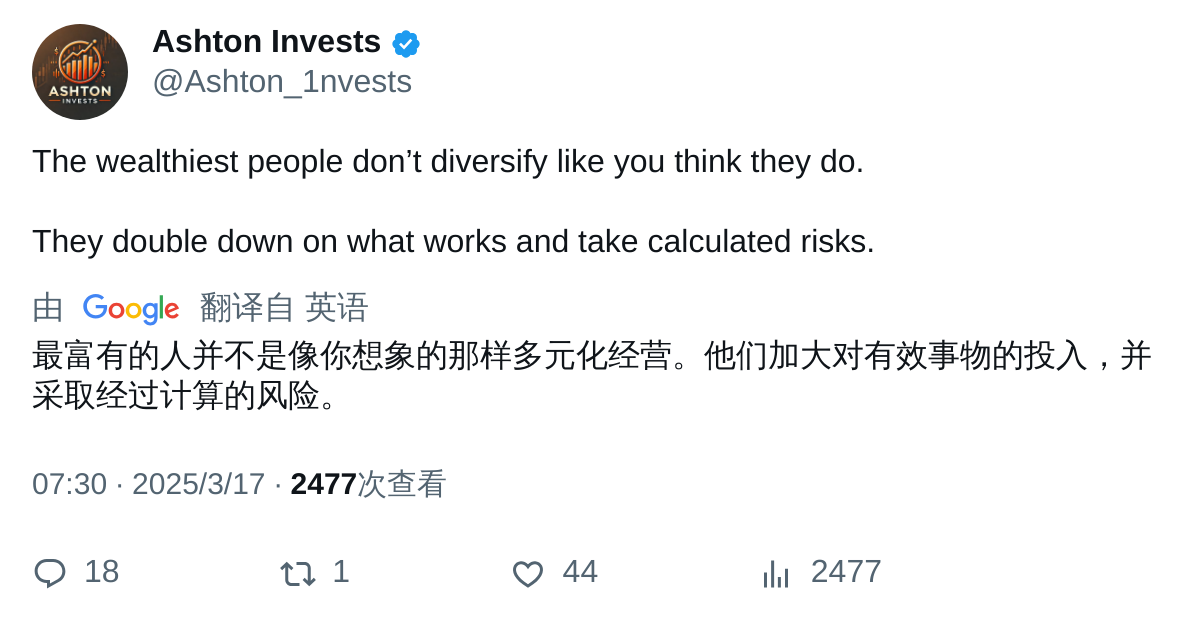 ASHTON
INVESTS
Ashton Invests
@Ashton_1nvests
The wealthiest people don’t diversify like you think they do.
They double down on what works and take calculated risks.
由 Google 翻译自 英语
最富有的人并不是像你想象的那样多元化经营。他们加大对有效事物的投入，并
采取经过计算的风险。
07:30 · 2025/3/17 · 2477次查看
18 1 44 2477